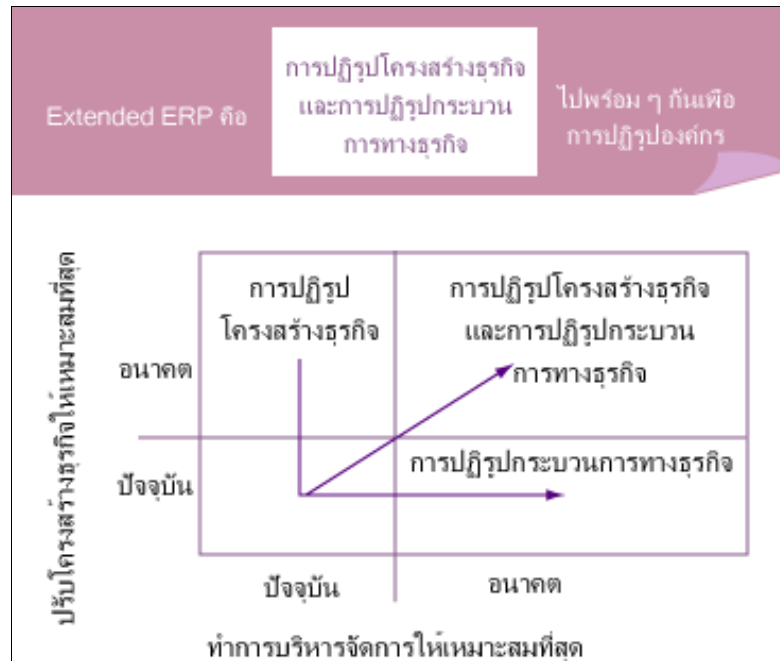 Extended ERP คือ
การปฏิรูปโครงสร้างธุรกิจ
และการปฏิรูปกระบวน
การทางธุรกิจ
ไปพร้อม ๆ กันเพื่อ
การปฏิรูปองค์กร
ปรับโครงสร้างธุรกิจให้เหมาะสมที่สุด
การปฏิรูป
โครงสร้างธุรกิจ
การปฏิรูปโครงสร้างธุรกิจ
และการปฏิรูปกระบวน
การทางธุรกิจ
อนาคต
การปฏิรูปกระบวนการทางธุรกิจ
ปัจจุบัน
ปัจจุบัน
อนาคต
ทำการบริหารจัดการให้เหมาะสมที่สุด